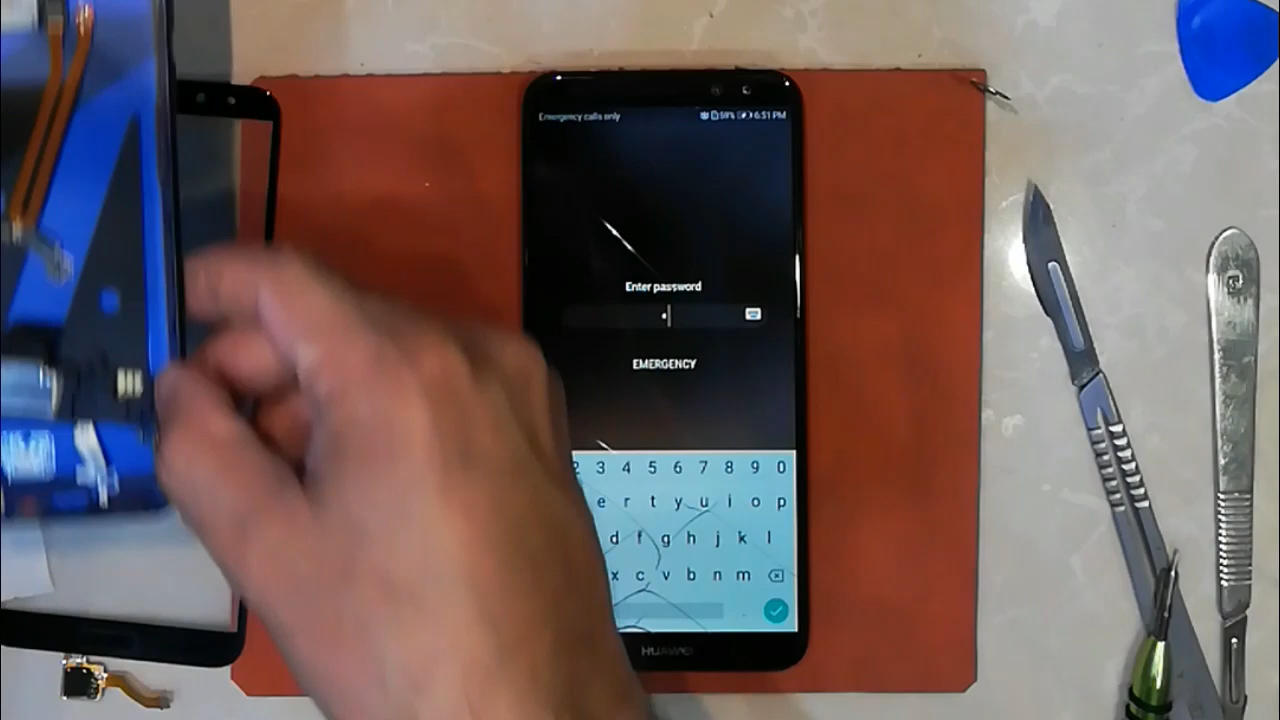 Emergency calls only 59% 6:51 PM
Enter password
EMERGENCY
2 3 4 5 6 7 8 9 0
e r t y u i o p
d f g h j k l
x c v b n m
HUAWEI